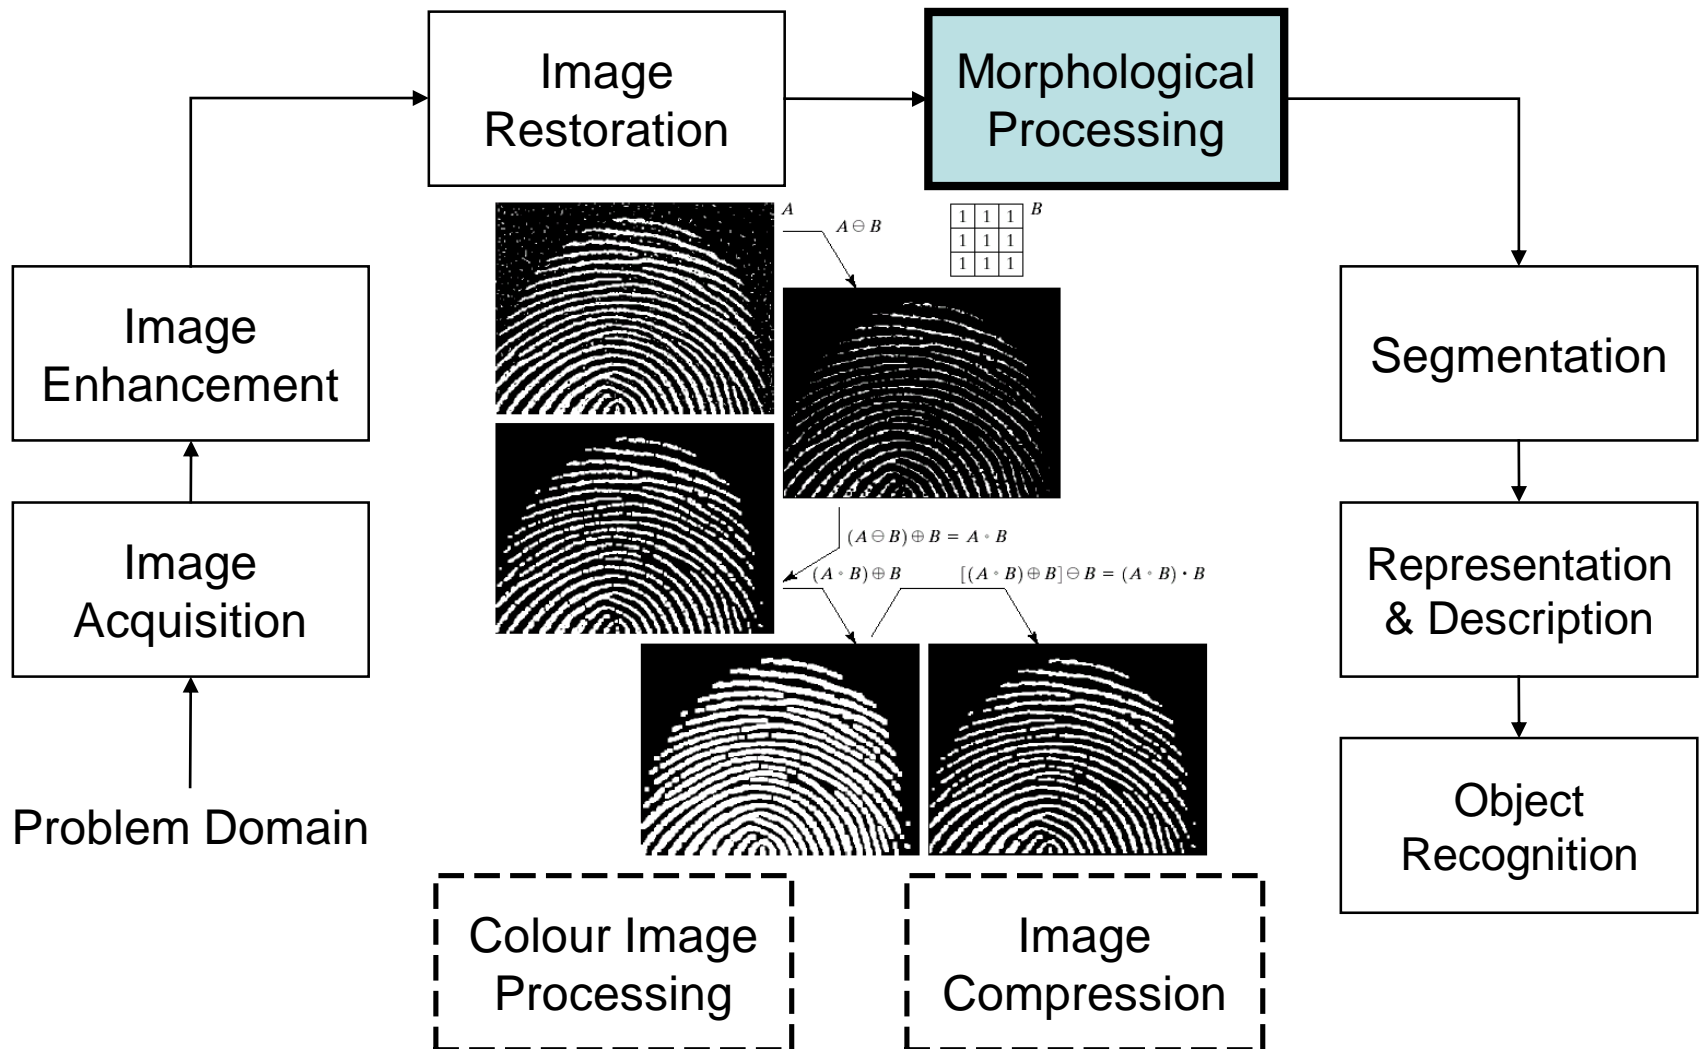 Image
Restoration
Morphological
Processing
A
A ⊖ B
1 1 1
1 1 1
1 1 1
B
Image
Enhancement
Segmentation
(A ⊖ B) ⊕ B = A ∘ B
(A ∘ B) ⊕ B
[(A ∘ B) ⊕ B] ⊖ B = (A ∘ B) • B
Image
Acquisition
Representation
& Description
Problem Domain
Object
Recognition
Colour Image
Processing
Image
Compression